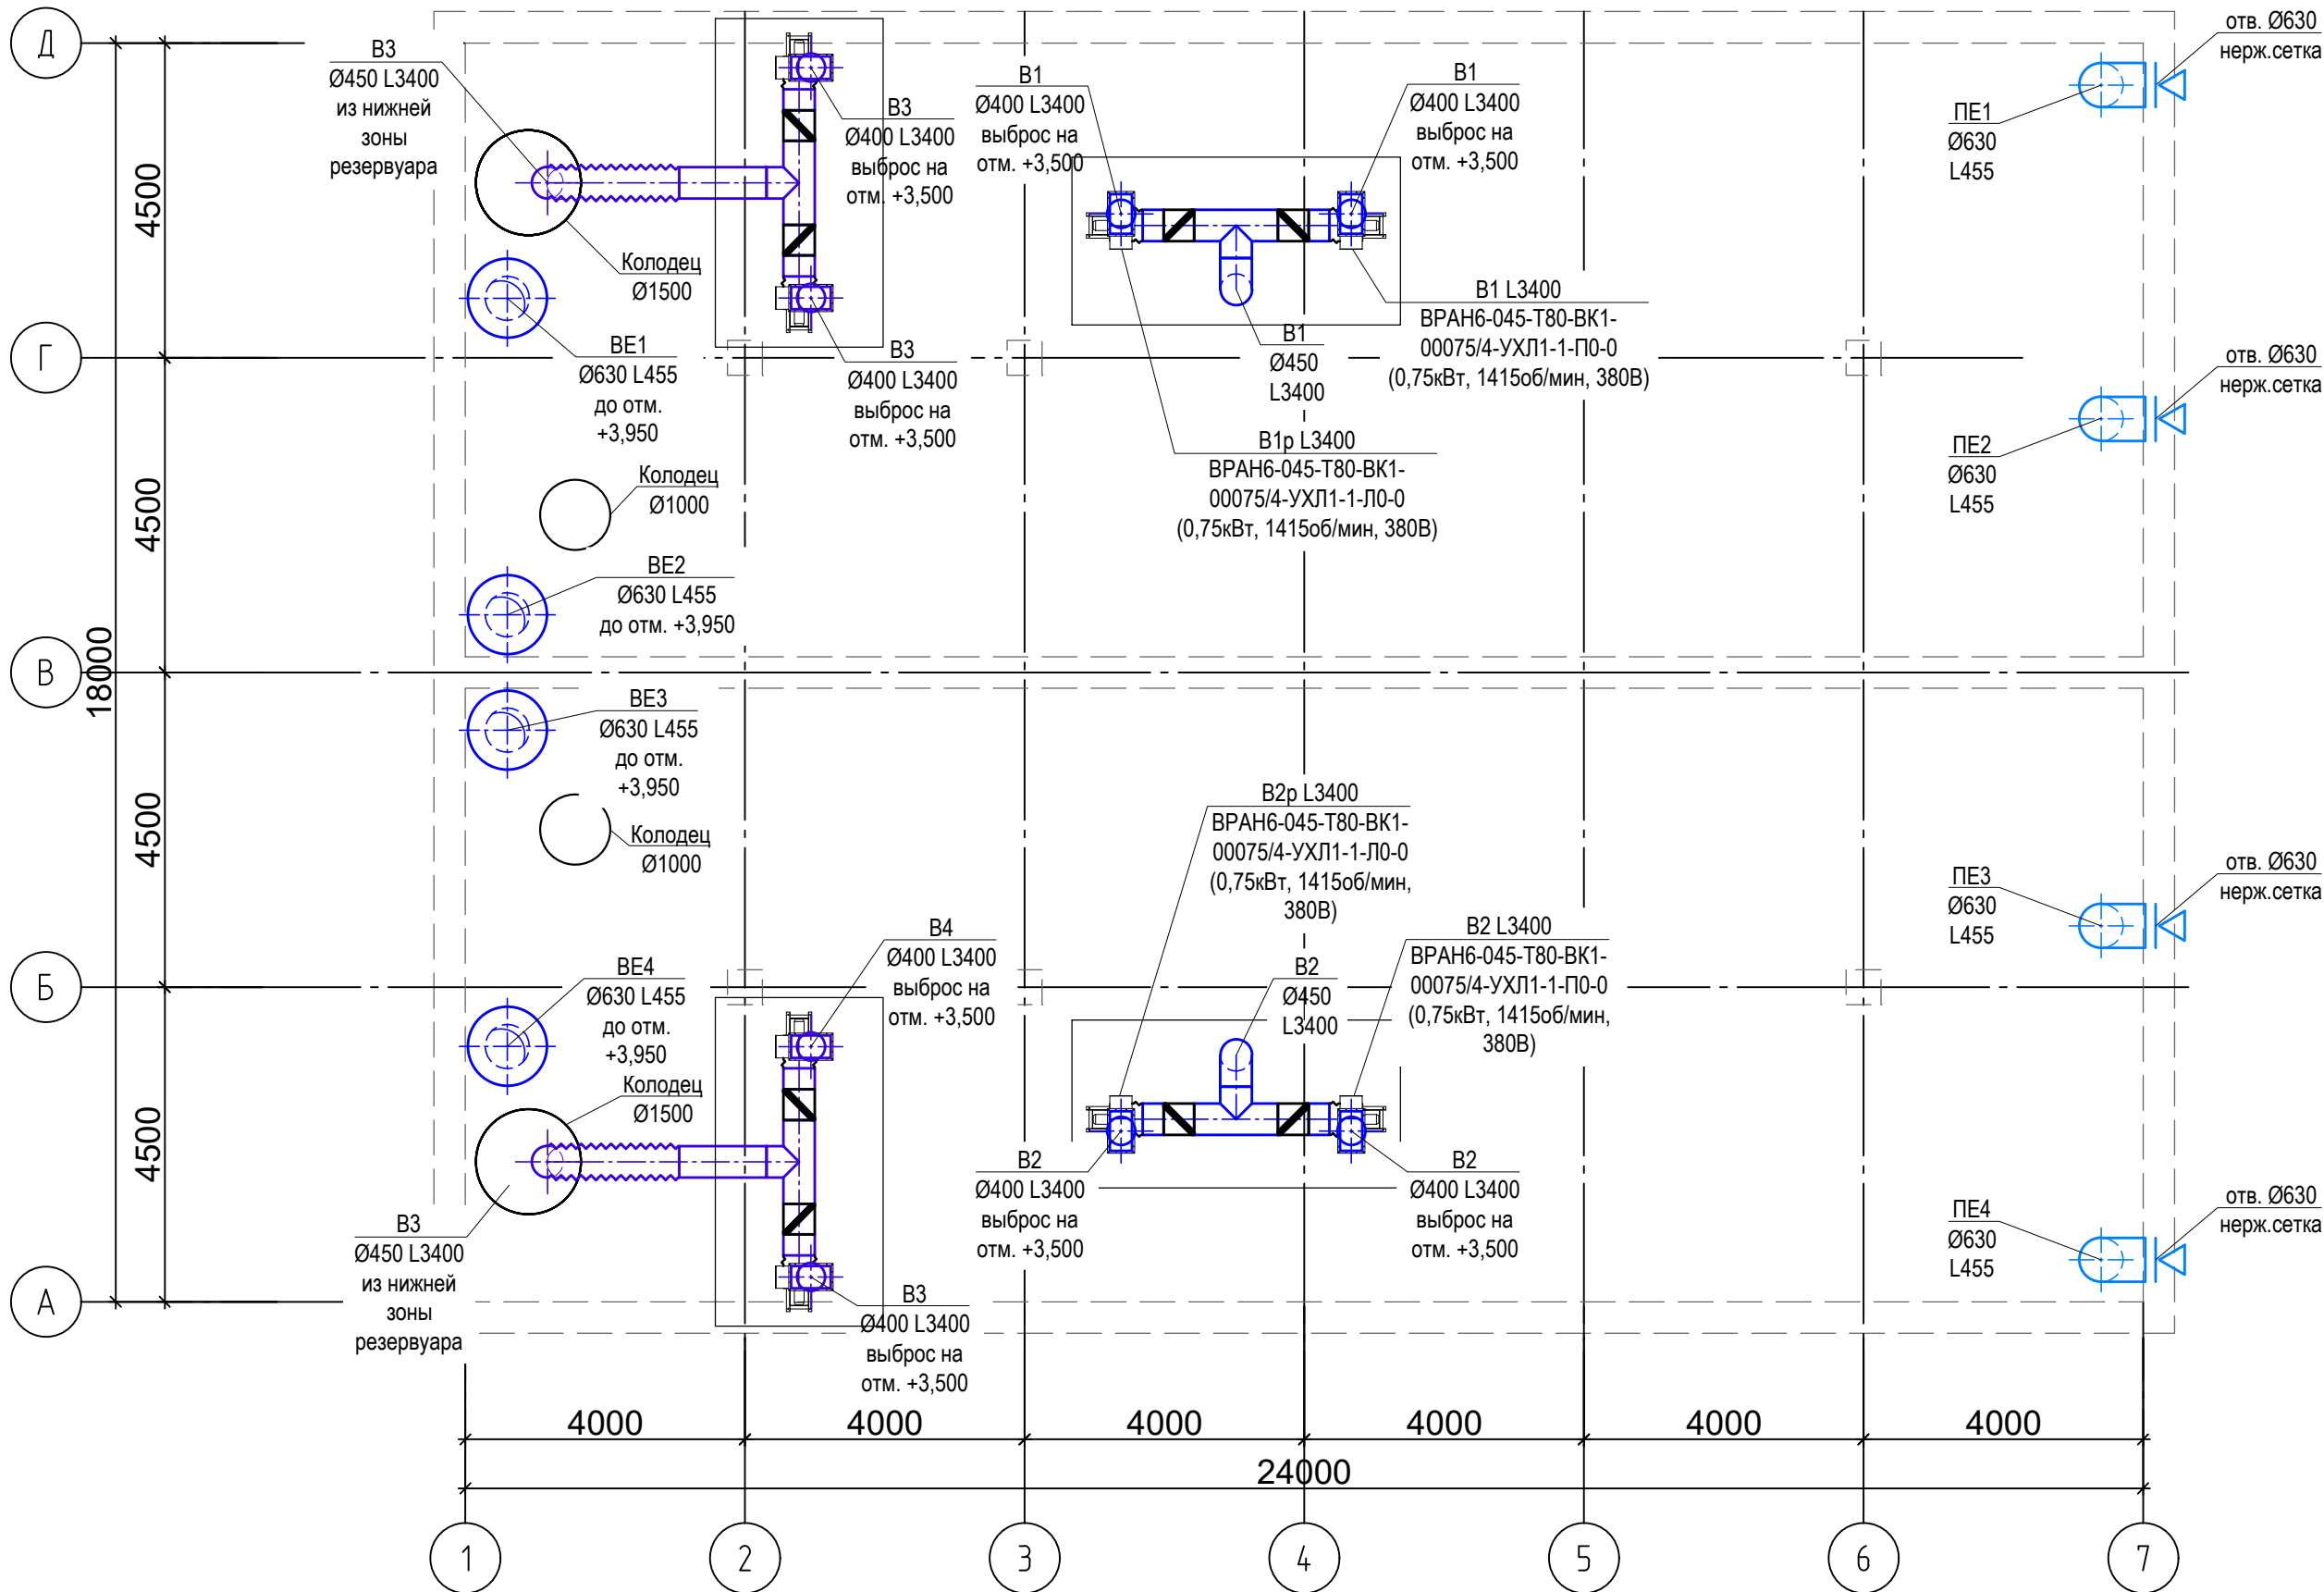 Д
Г
В
Б
А
4500
4500
4500
4500
18000
В3
Ø450 L3400
из нижней
зоны
резервуара
В3
Ø400 L3400
выброс на
отм. +3,500
Колодец
Ø1500
ВЕ1
Ø630 L455
до отм.
+3,950
В3
Ø400 L3400
выброс на
отм. +3,500
Колодец
Ø1000
ВЕ2
Ø630 L455
до отм. +3,950
В1
Ø400 L3400
выброс на
отм. +3,500
В1
Ø400 L3400
выброс на
отм. +3,500
В1 L3400
ВРАН6-045-Т80-ВК1-
00075/4-УХЛ1-1-П0-0
(0,75кВт, 1415об/мин, 380В)
В1
Ø450
L3400
В1р L3400
ВРАН6-045-Т80-ВК1-
00075/4-УХЛ1-1-Л0-0
(0,75кВт, 1415об/мин, 380В)
отв. Ø630
нерж.сетка
ПЕ1
Ø630
L455
отв. Ø630
нерж.сетка
ПЕ2
Ø630
L455
ВЕ3
Ø630 L455
до отм.
+3,950
Колодец
Ø1000
ВЕ4
Ø630 L455
до отм.
+3,950
Колодец
Ø1500
В3
Ø450 L3400
из нижней
зоны
резервуара
В4
Ø400 L3400
выброс на
отм. +3,500
В3
Ø400 L3400
выброс на
отм. +3,500
В2р L3400
ВРАН6-045-Т80-ВК1-
00075/4-УХЛ1-1-Л0-0
(0,75кВт, 1415об/мин,
380В)
В2
Ø450
L3400
В2 L3400
ВРАН6-045-Т80-ВК1-
00075/4-УХЛ1-1-П0-0
(0,75кВт, 1415об/мин,
380В)
В2
Ø400 L3400
выброс на
отм. +3,500
В2
Ø400 L3400
выброс на
отм. +3,500
отв. Ø630
нерж.сетка
ПЕ3
Ø630
L455
отв. Ø630
нерж.сетка
ПЕ4
Ø630
L455
4000
4000
4000
4000
4000
4000
24000
1
2
3
4
5
6
7